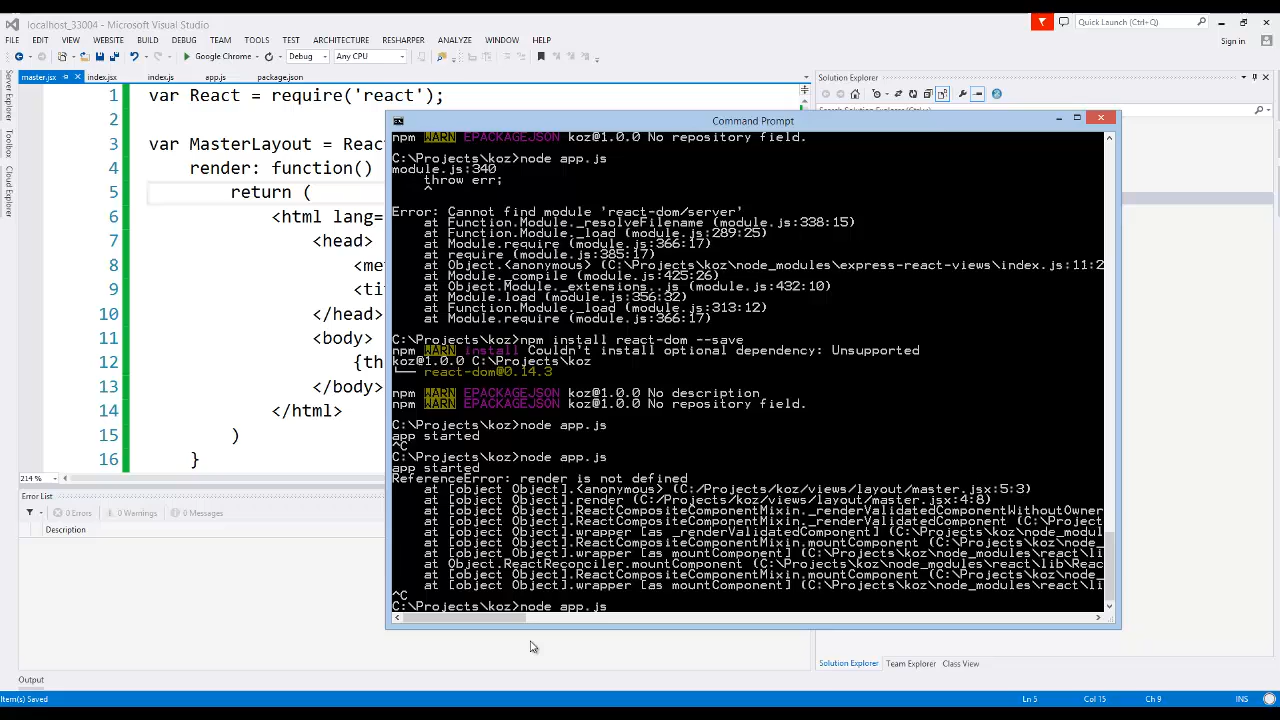 localhost_33004 - Microsoft Visual Studio
Quick Launch (Ctrl+Q)
FILE EDIT VIEW WEBSITE BUILD DEBUG TEAM TOOLS TEST ARCHITECTURE RESHARPER ANALYZE WINDOW HELP
Sign in
Google Chrome Debug Any CPU
master.jsx index.jsx index.js app.js package.json
Solution Explorer
Server Explorer
Toolbox
Cloud Explorer
1 var React = require('react');
2
3 var MasterLayout = Reac
4 render: function()
5 return (
6 <html lang=
7 <head>
8 <me
9 <ti
10 </head>
11 <body>
12 {th
13 </body>
14 </html>
15 )
16 }
214 %
Command Prompt
npm WARN EPACKAGEJSON koz@1.0.0 No repository field.
C:\Projects\koz>node app.js
module.js:340
throw err;
^
Error: Cannot find module 'react-dom/server'
at Function.Module._resolveFilename (module.js:338:15)
at Function.Module._load (module.js:289:25)
at Module.require (module.js:366:17)
at require (module.js:385:17)
at Object.<anonymous> (C:\Projects\koz\node_modules\express-react-views\index.js:11:2
at Module._compile (module.js:425:26)
at Object.Module._extensions..js (module.js:432:10)
at Module.load (module.js:356:32)
at Function.Module._load (module.js:313:12)
at Module.require (module.js:366:17)
C:\Projects\koz>npm install react-dom --save
npm WARN install Couldn't install optional dependency: Unsupported
koz@1.0.0 C:\Projects\koz
└── react-dom@0.14.3
npm WARN EPACKAGEJSON koz@1.0.0 No description
npm WARN EPACKAGEJSON koz@1.0.0 No repository field.
C:\Projects\koz>node app.js
app started
^C
C:\Projects\koz>node app.js
app started
ReferenceError: render is not defined
at [object Object].<anonymous> (C:/Projects/koz/views/layout/master.jsx:5:3)
at [object Object].render (C:/Projects/koz/views/layout/master.jsx:4:8)
at [object Object].ReactCompositeComponentMixin._renderValidatedComponentWithoutOwner
at [object Object].ReactCompositeComponentMixin._renderValidatedComponent (C:\Project
at [object Object].wrapper [as _renderValidatedComponent] (C:\Projects\koz\node_modul
at [object Object].ReactCompositeComponentMixin.mountComponent (C:\Projects\koz\node_
at [object Object].wrapper [as mountComponent] (C:\Projects\koz\node_modules\react\li
at Object.ReactReconciler.mountComponent (C:\Projects\koz\node_modules\react\lib\Reac
at [object Object].ReactCompositeComponentMixin.mountComponent (C:\Projects\koz\node_
at [object Object].wrapper [as mountComponent] (C:\Projects\koz\node_modules\react\li
^C
C:\Projects\koz>node app.js
Error List
0 Errors 0 Warnings 0 Messages
Description
Solution Explorer Team Explorer Class View
Output
Item(s) Saved Ln 5 Col 15 Ch 9 INS